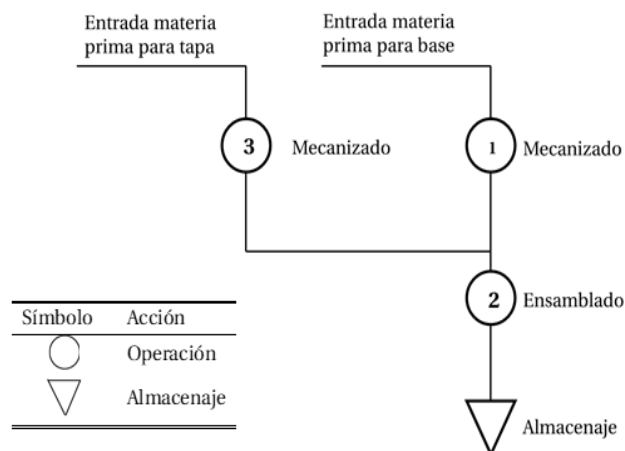 Entrada materia
prima para tapa
Entrada materia
prima para base
3
Mecanizado
1
Mecanizado
2
Ensamblado
Símbolo Acción
Operación
Almacenaje
Almacenaje